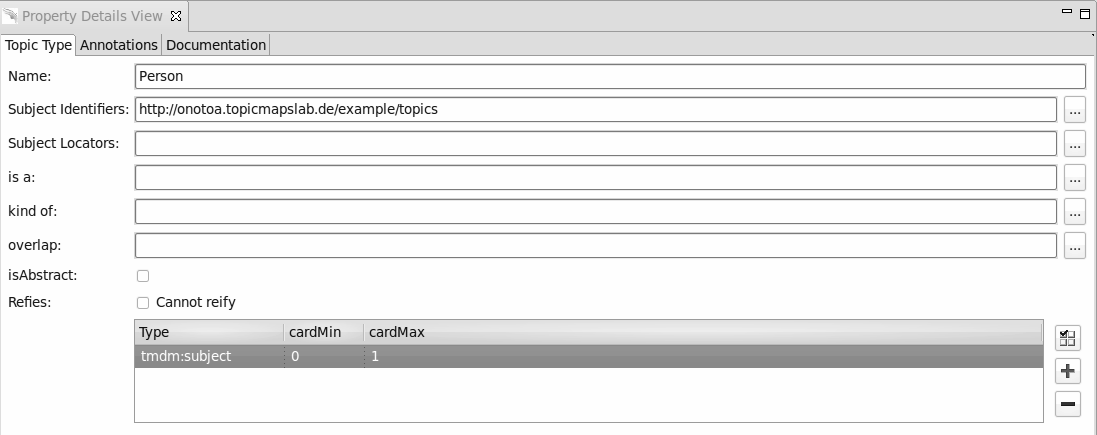 Property Details View
Topic Type Annotations Documentation
Name: Person
Subject Identifiers: http://onotoa.topicmapslab.de/example/topics ...
Subject Locators: ...
is a: ...
kind of: ...
overlap: ...
isAbstract:
Refies: Cannot reify
Type cardMin cardMax
tmdm:subject 0 1